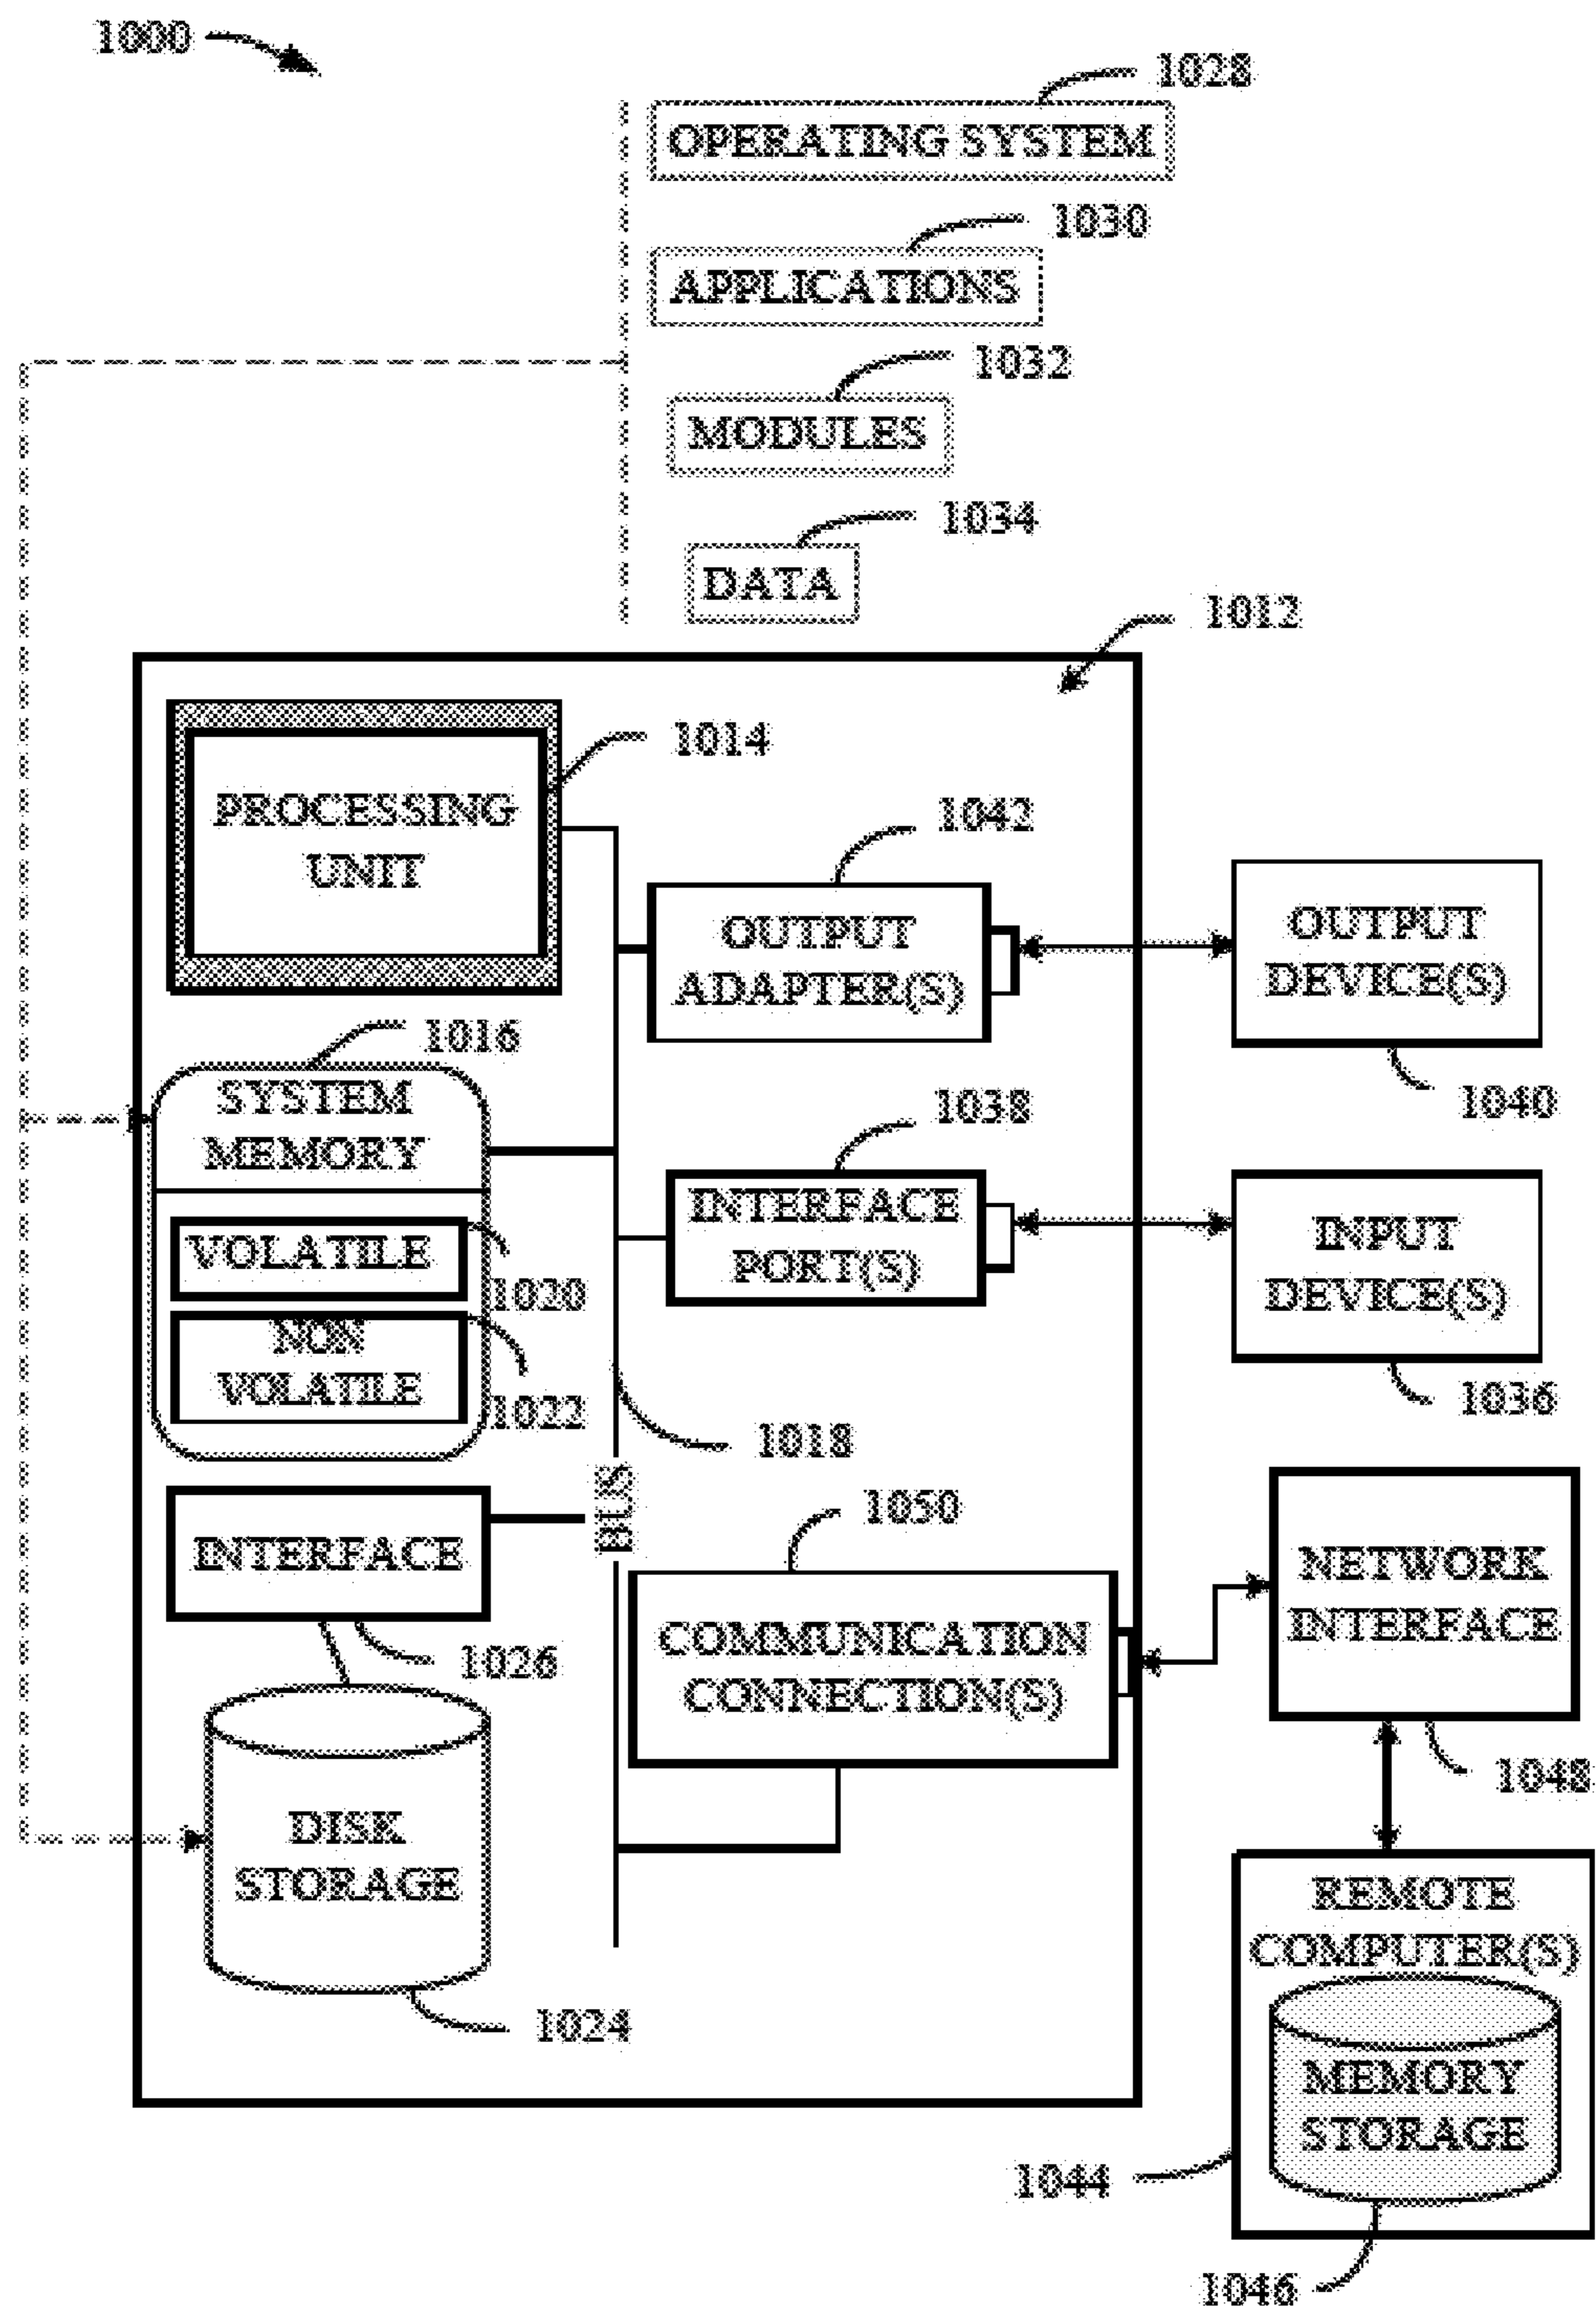 1000
1028
OPERATING SYSTEM
1030
APPLICATIONS
1032
MODULES
1034
DATA
1012
1014
PROCESSING
UNIT
1042
OUTPUT
ADAPTER(S)
OUTPUT
DEVICE(S)
1040
1016
SYSTEM
MEMORY
1038
INTERFACE
PORT(S)
INPUT
DEVICE(S)
1036
VOLATILE
1020
NON
VOLATILE
1022
1018
BUS
INTERFACE
1026
1050
COMMUNICATION
CONNECTION(S)
NETWORK
INTERFACE
1048
DISK
STORAGE
1024
REMOTE
COMPUTER(S)
MEMORY
STORAGE
1044
1046